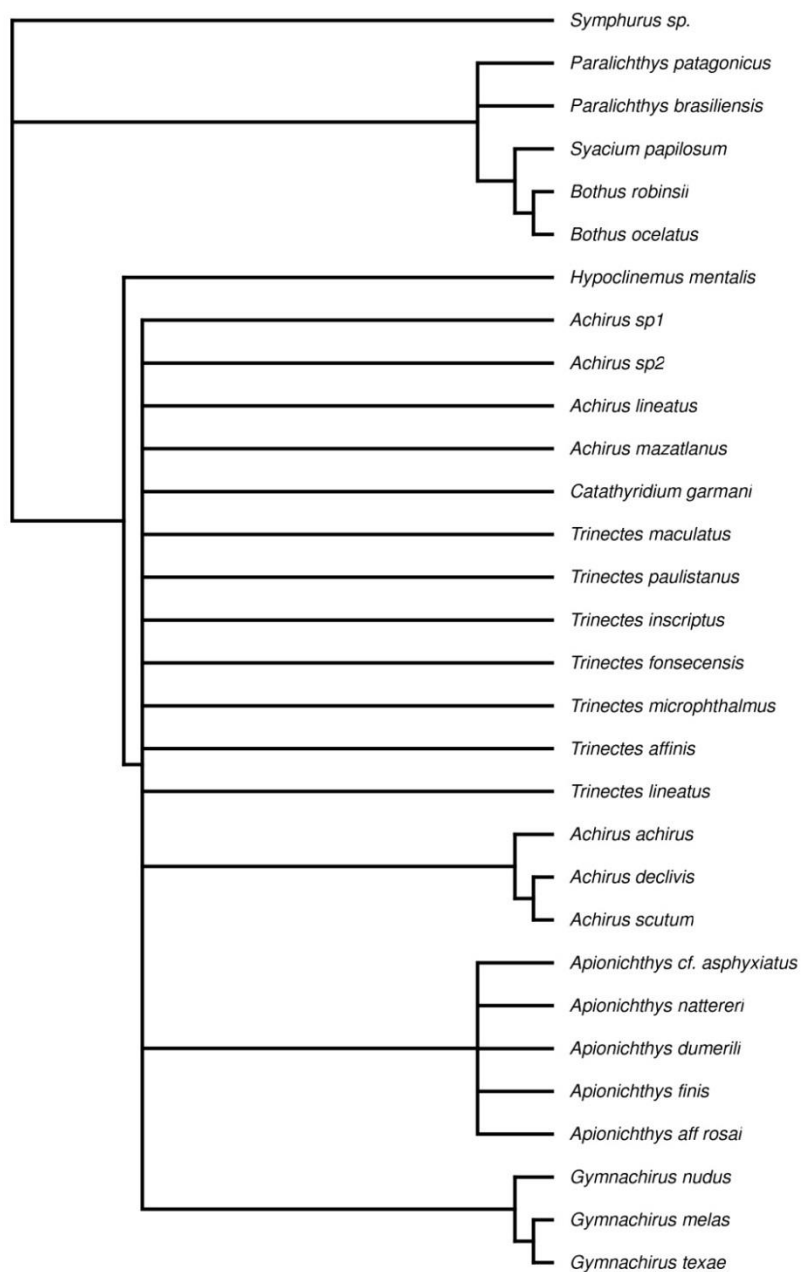 Symphurus sp.
Paralichthys patagonicus
Paralichthys brasiliensis
Syacium papilosum
Bothus robinsii
Bothus ocelatus
Hypoclinemus mentalis
Achirus sp1
Achirus sp2
Achirus lineatus
Achirus mazatlanus
Catathyridium garmani
Trinectes maculatus
Trinectes paulistanus
Trinectes inscriptus
Trinectes fonsecensis
Trinectes microphthalmus
Trinectes affinis
Trinectes lineatus
Achirus achirus
Achirus declivis
Achirus scutum
Apionichthys cf. asphyxiatus
Apionichthys nattereri
Apionichthys dumerili
Apionichthys finis
Apionichthys aff rosai
Gymnachirus nudus
Gymnachirus melas
Gymnachirus texae